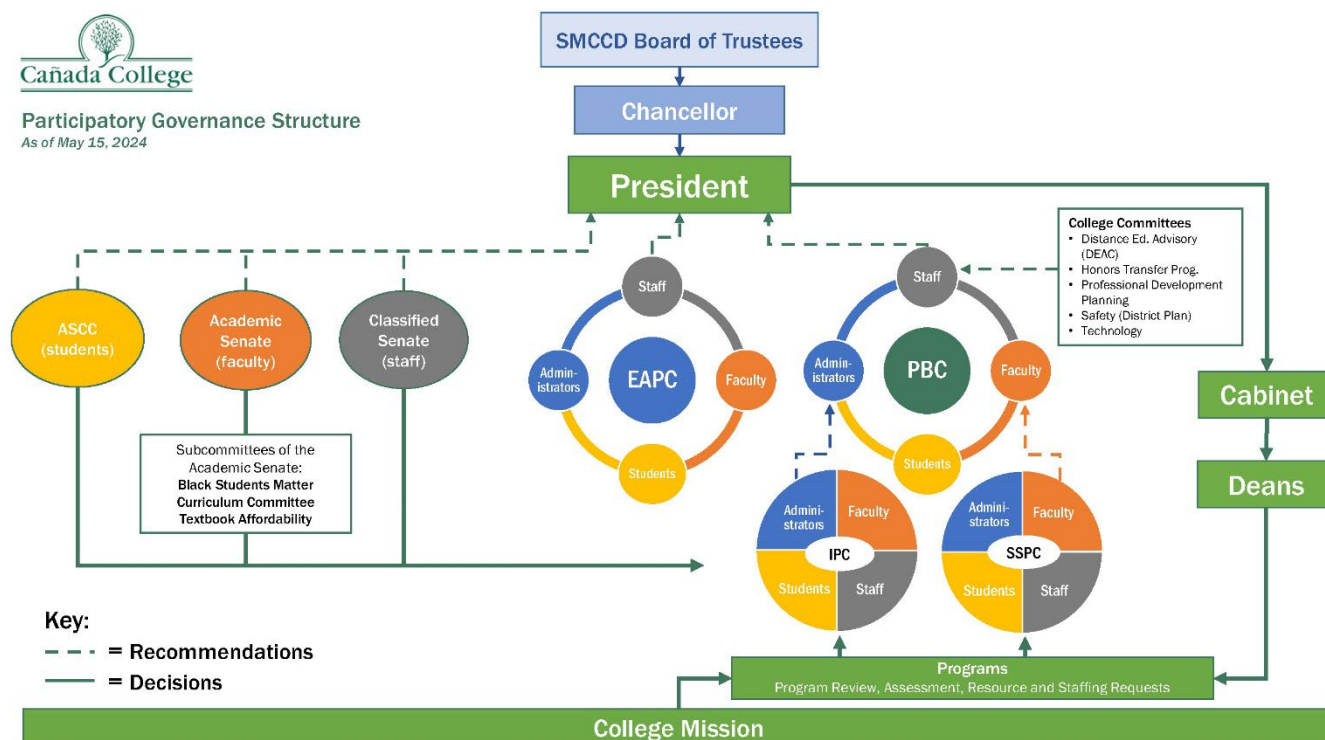 Cañada College
Participatory Governance Structure
As of May 15, 2024
SMCCD Board of Trustees
Chancellor
President
College Committees
• Distance Ed. Advisory
(DEAC)
• Honors Transfer Prog.
• Professional Development
Planning
• Safety (District Plan)
• Technology
ASCC
(students)
Academic
Senate
(faculty)
Classified
Senate
(staff)
Subcommittees of the
Academic Senate:
Black Students Matter
Curriculum Committee
Textbook Affordability
Staff
Admini-
istrators
EAPC
Faculty
Students
Staff
Admini-
istrators
PBC
Faculty
Students
Cabinet
Deans
Admini-
strators
Faculty
IPC
Students
Staff
Admini-
strators
Faculty
SSPC
Students
Staff
Key:
= Recommendations
= Decisions
Programs
Program Review, Assessment, Resource and Staffing Requests
College Mission